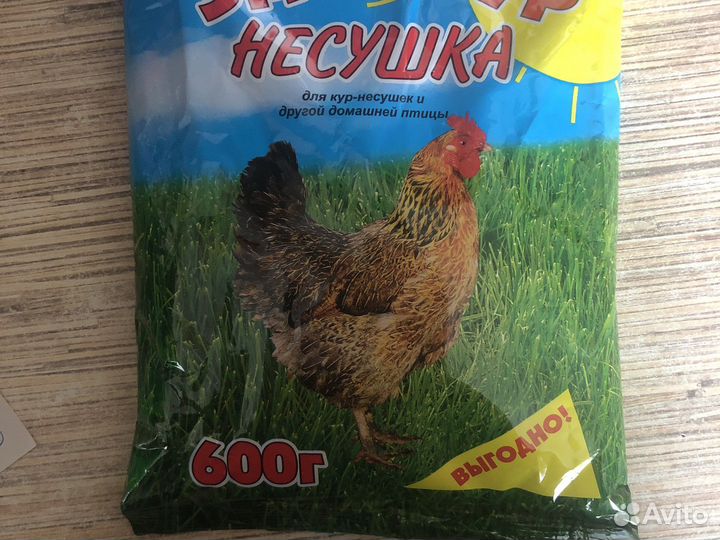 НЕСУШКА
для кур-несушек и
другой домашней птицы
600г
ВЫГОДНО!
Avito